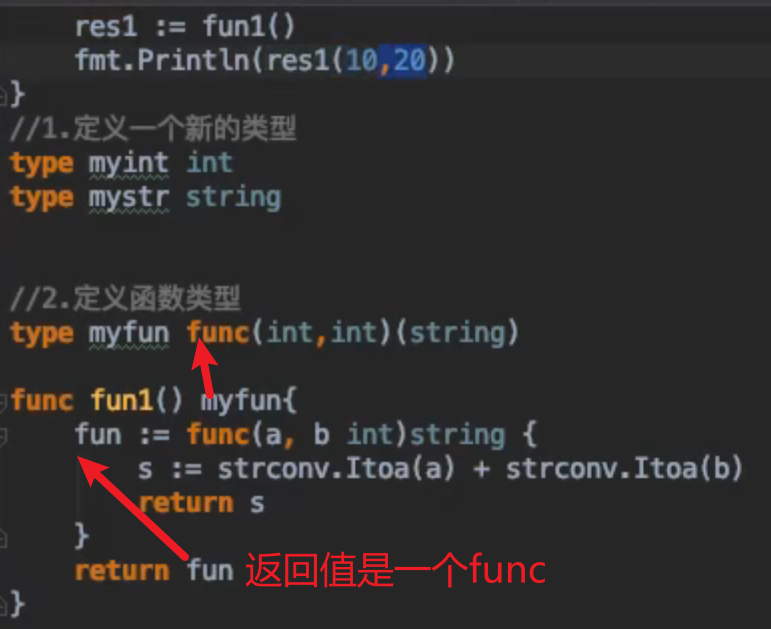 res1 := fun1()
fmt.Println(res1(10,20))
}
//1.定义一个新的类型
type myint int
type mystr string
//2.定义函数类型
type myfun func(int,int)(string)
func fun1() myfun{
fun := func(a, b int)string {
s := strconv.Itoa(a) + strconv.Itoa(b)
return s
}
return fun 返回值是一个func
}